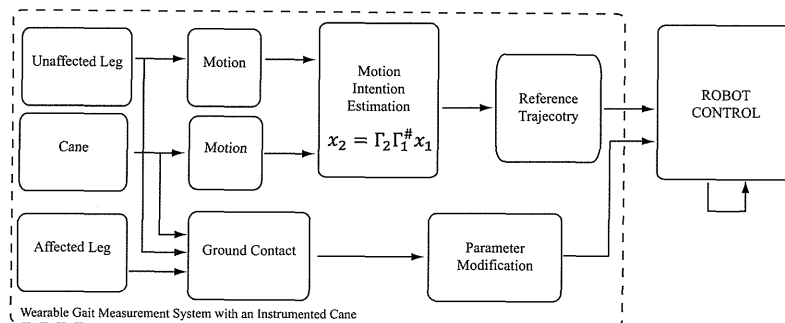 Unaffected Leg
Motion
Motion
Intention
Estimation
x₂ = Γ₂Γ₁^# x₁
Reference
Trajecotry
ROBOT
CONTROL
Cane
Motion
Affected Leg
Ground Contact
Parameter
Modification
Wearable Gait Measurement System with an Instrumented Cane